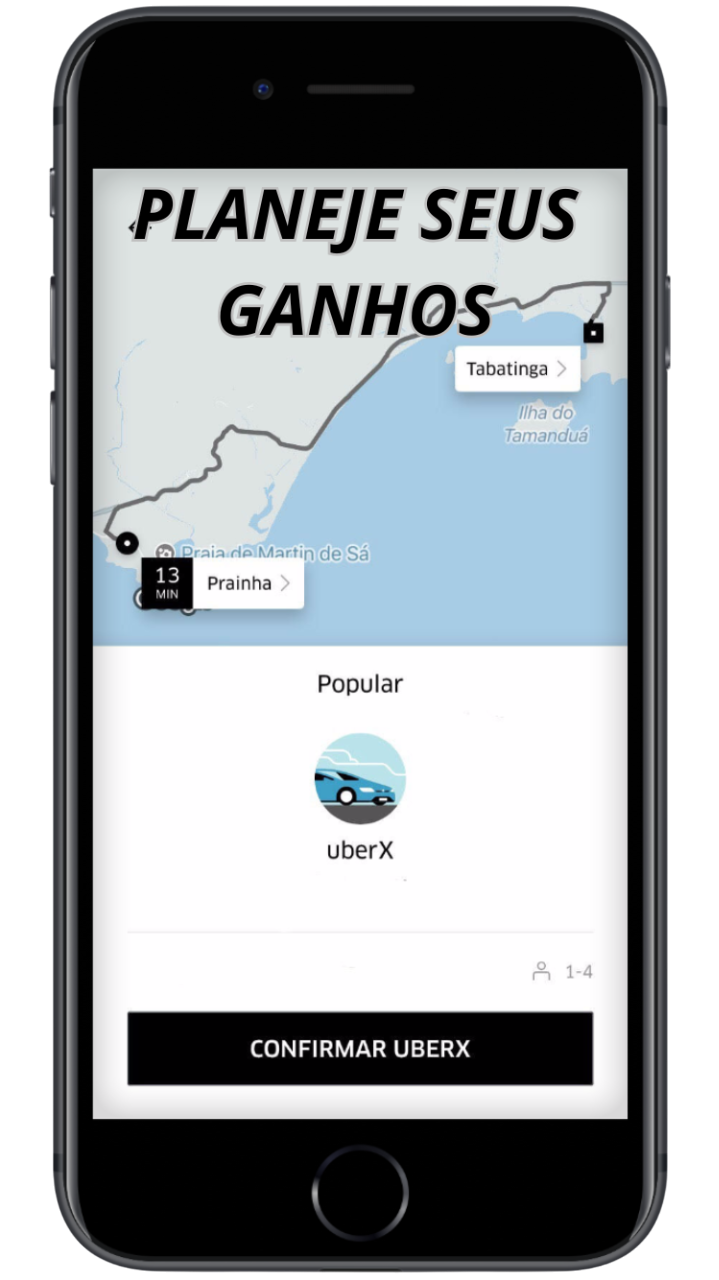 PLANEJE SEUS
GANHOS
Tabatinga
Ilha do
Tamanduá
Praia de Martin de Sá
13
MIN
Prainha
Popular
uberX
1-4
CONFIRMAR UBERX